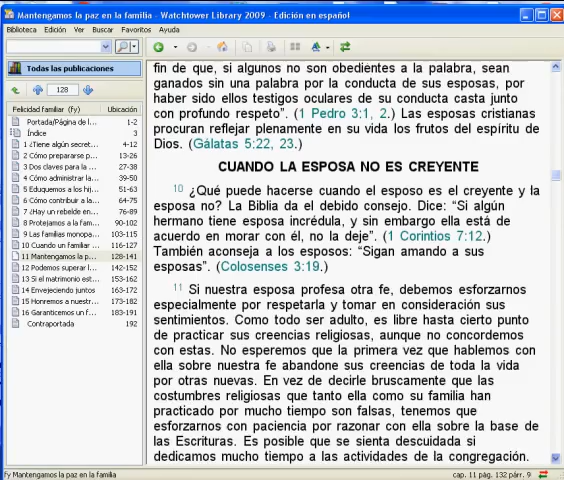 Mantengamos la paz en la familia - Watchtower Library 2009 - Edición en español
Biblioteca Edición Ver Buscar Favoritos Ayuda
Todas las publicaciones
128
Felicidad familiar (fy) Ubicación
Portada/Página de l... 1-2
Índice 3
1 ¿Tiene algún secret... 4-12
2 Cómo prepararse p... 13-26
3 Dos claves para la ... 27-38
4 Cómo administrar la... 39-50
5 Eduquemos a los hij... 51-63
6 Cómo contribuir a la... 64-75
7 ¿Hay un rebelde en... 76-89
8 Protejamos a la fam... 90-102
9 Las familias monopa... 103-115
10 Cuando un familiar ... 116-127
11 Mantengamos la p... 128-141
12 Podemos superar l... 142-152
13 Si el matrimonio est... 153-162
14 Envejeciendo juntos 163-172
15 Honremos a nuestr... 173-182
16 Garanticemos un f... 183-191
Contraportada 192
fin de que, si algunos no son obedientes a la palabra, sean
ganados sin una palabra por la conducta de sus esposas, por
haber sido ellos testigos oculares de su conducta casta junto
con profundo respeto”. (1 Pedro 3:1, 2.) Las esposas cristianas
procuran reflejar plenamente en su vida los frutos del espíritu de
Dios. (Gálatas 5:22, 23.)
CUANDO LA ESPOSA NO ES CREYENTE
10 ¿Qué puede hacerse cuando el esposo es el creyente y la
esposa no? La Biblia da el debido consejo. Dice: “Si algún
hermano tiene esposa incrédula, y sin embargo ella está de
acuerdo en morar con él, no la deje”. (1 Corintios 7:12.)
También aconseja a los esposos: “Sigan amando a sus
esposas”. (Colosenses 3:19.)
11 Si nuestra esposa profesa otra fe, debemos esforzarnos
especialmente por respetarla y tomar en consideración sus
sentimientos. Como todo ser adulto, es libre hasta cierto punto
de practicar sus creencias religiosas, aunque no concordemos
con estas. No esperemos que la primera vez que hablemos con
ella sobre nuestra fe abandone sus creencias de toda la vida
por otras nuevas. En vez de decirle bruscamente que las
costumbres religiosas que tanto ella como su familia han
practicado por mucho tiempo son falsas, tenemos que
esforzarnos con paciencia por razonar con ella sobre la base de
las Escrituras. Es posible que se sienta descuidada si
dedicamos mucho tiempo a las actividades de la congregación.
fy Mantengamos la paz en la familia cap. 11 pág. 132 párr. 9